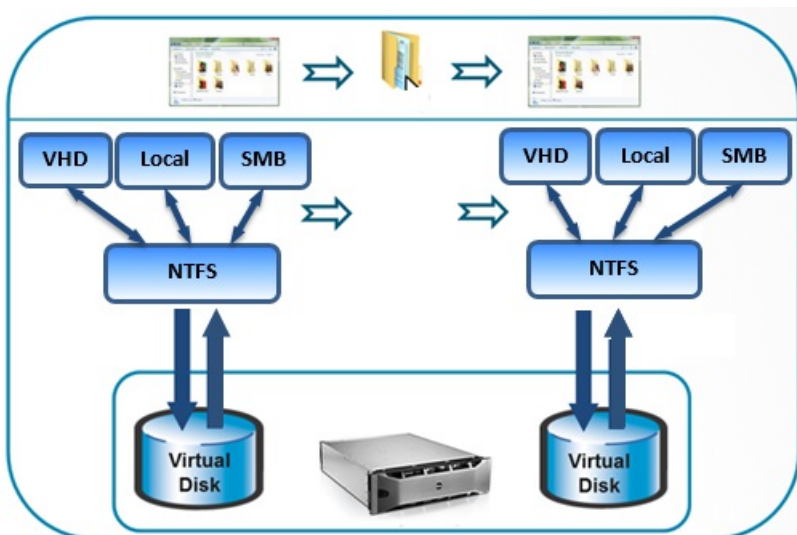 VHD
Local
SMB
VHD
Local
SMB
NTFS
NTFS
Virtual
Disk
Virtual
Disk